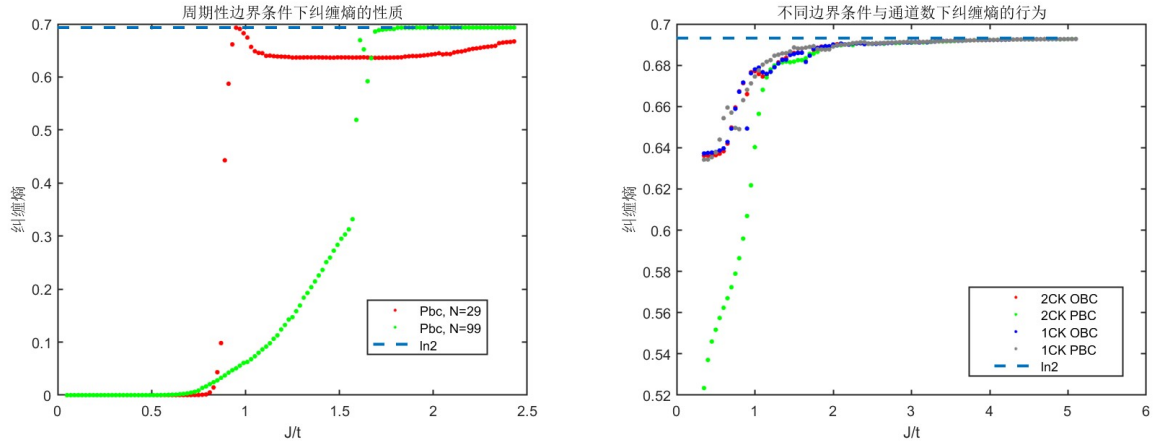 周期性边界条件下纠缠熵的性质
0.7
0.6
0.5
0.4
0.3
0.2
0.1
0
纠缠熵
0 0.5 1 1.5 2 2.5
J/t
Pbc, N=29
Pbc, N=99
ln2
不同边界条件与通道数下纠缠熵的行为
0.7
0.68
0.66
0.64
0.62
0.6
0.58
0.56
0.54
0.52
纠缠熵
0 1 2 3 4 5 6
J/t
2CK OBC
2CK PBC
1CK OBC
1CK PBC
ln2